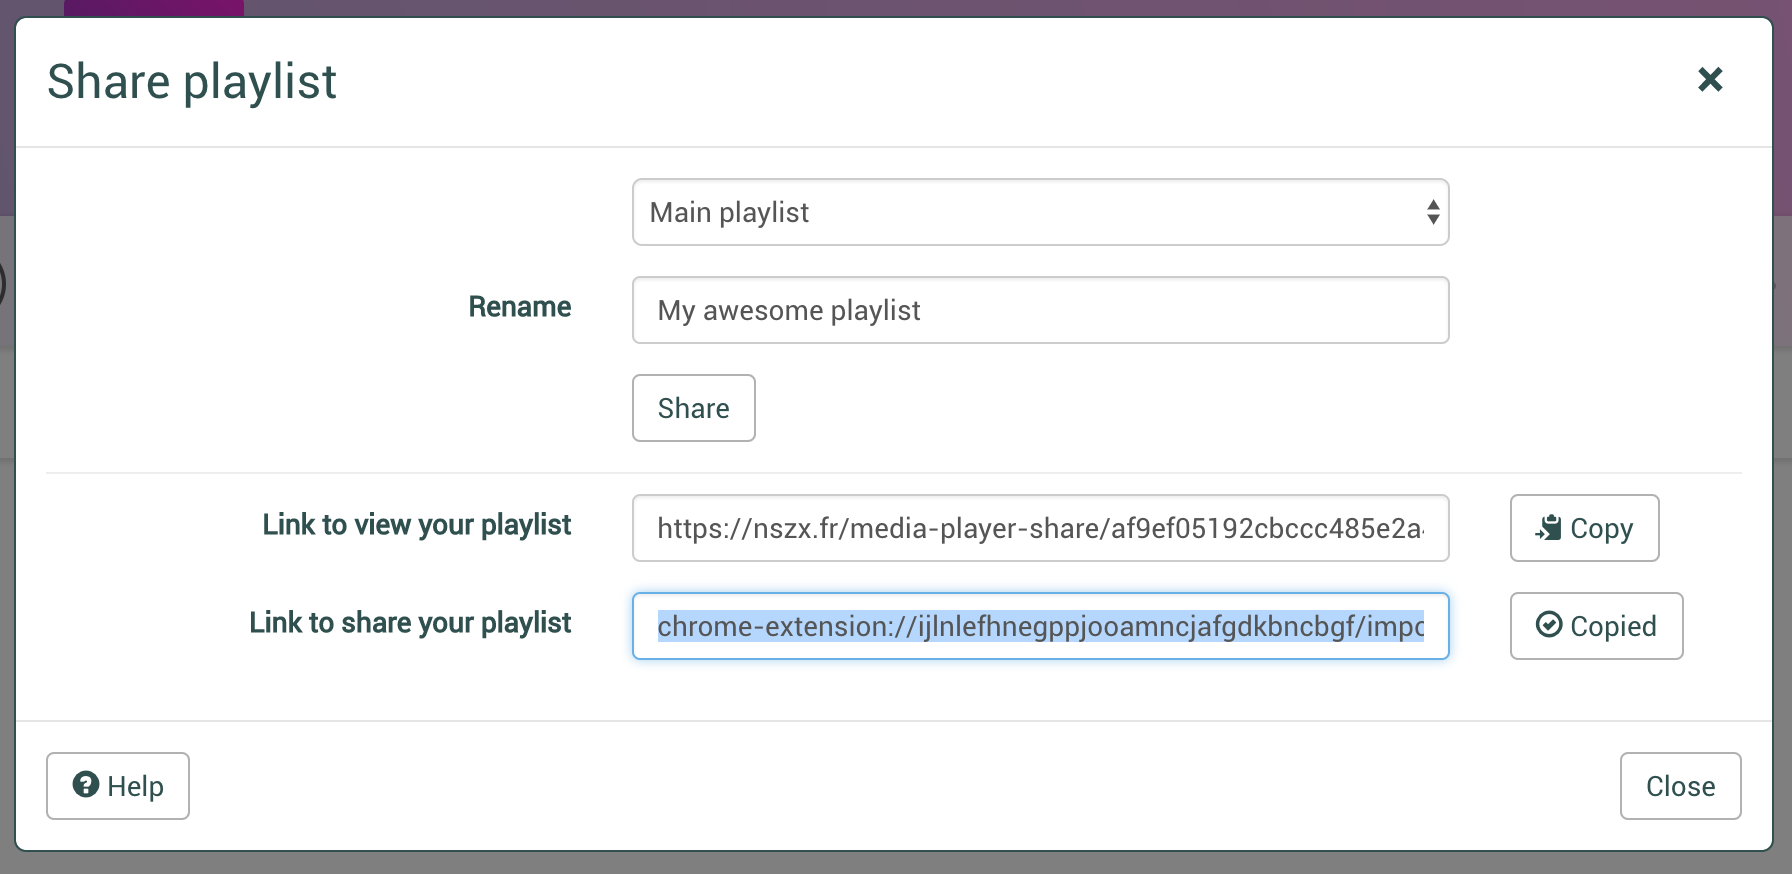 Share playlist
Main playlist
Rename
My awesome playlist
Share
Link to view your playlist
https://nszx.fr/media-player-share/af9ef05192cbccc485e2a
Copy
Link to share your playlist
chrome-extension://ijlnlefhnegppjooamncjafgdkbncbgf/impo
Copied
Help
Close